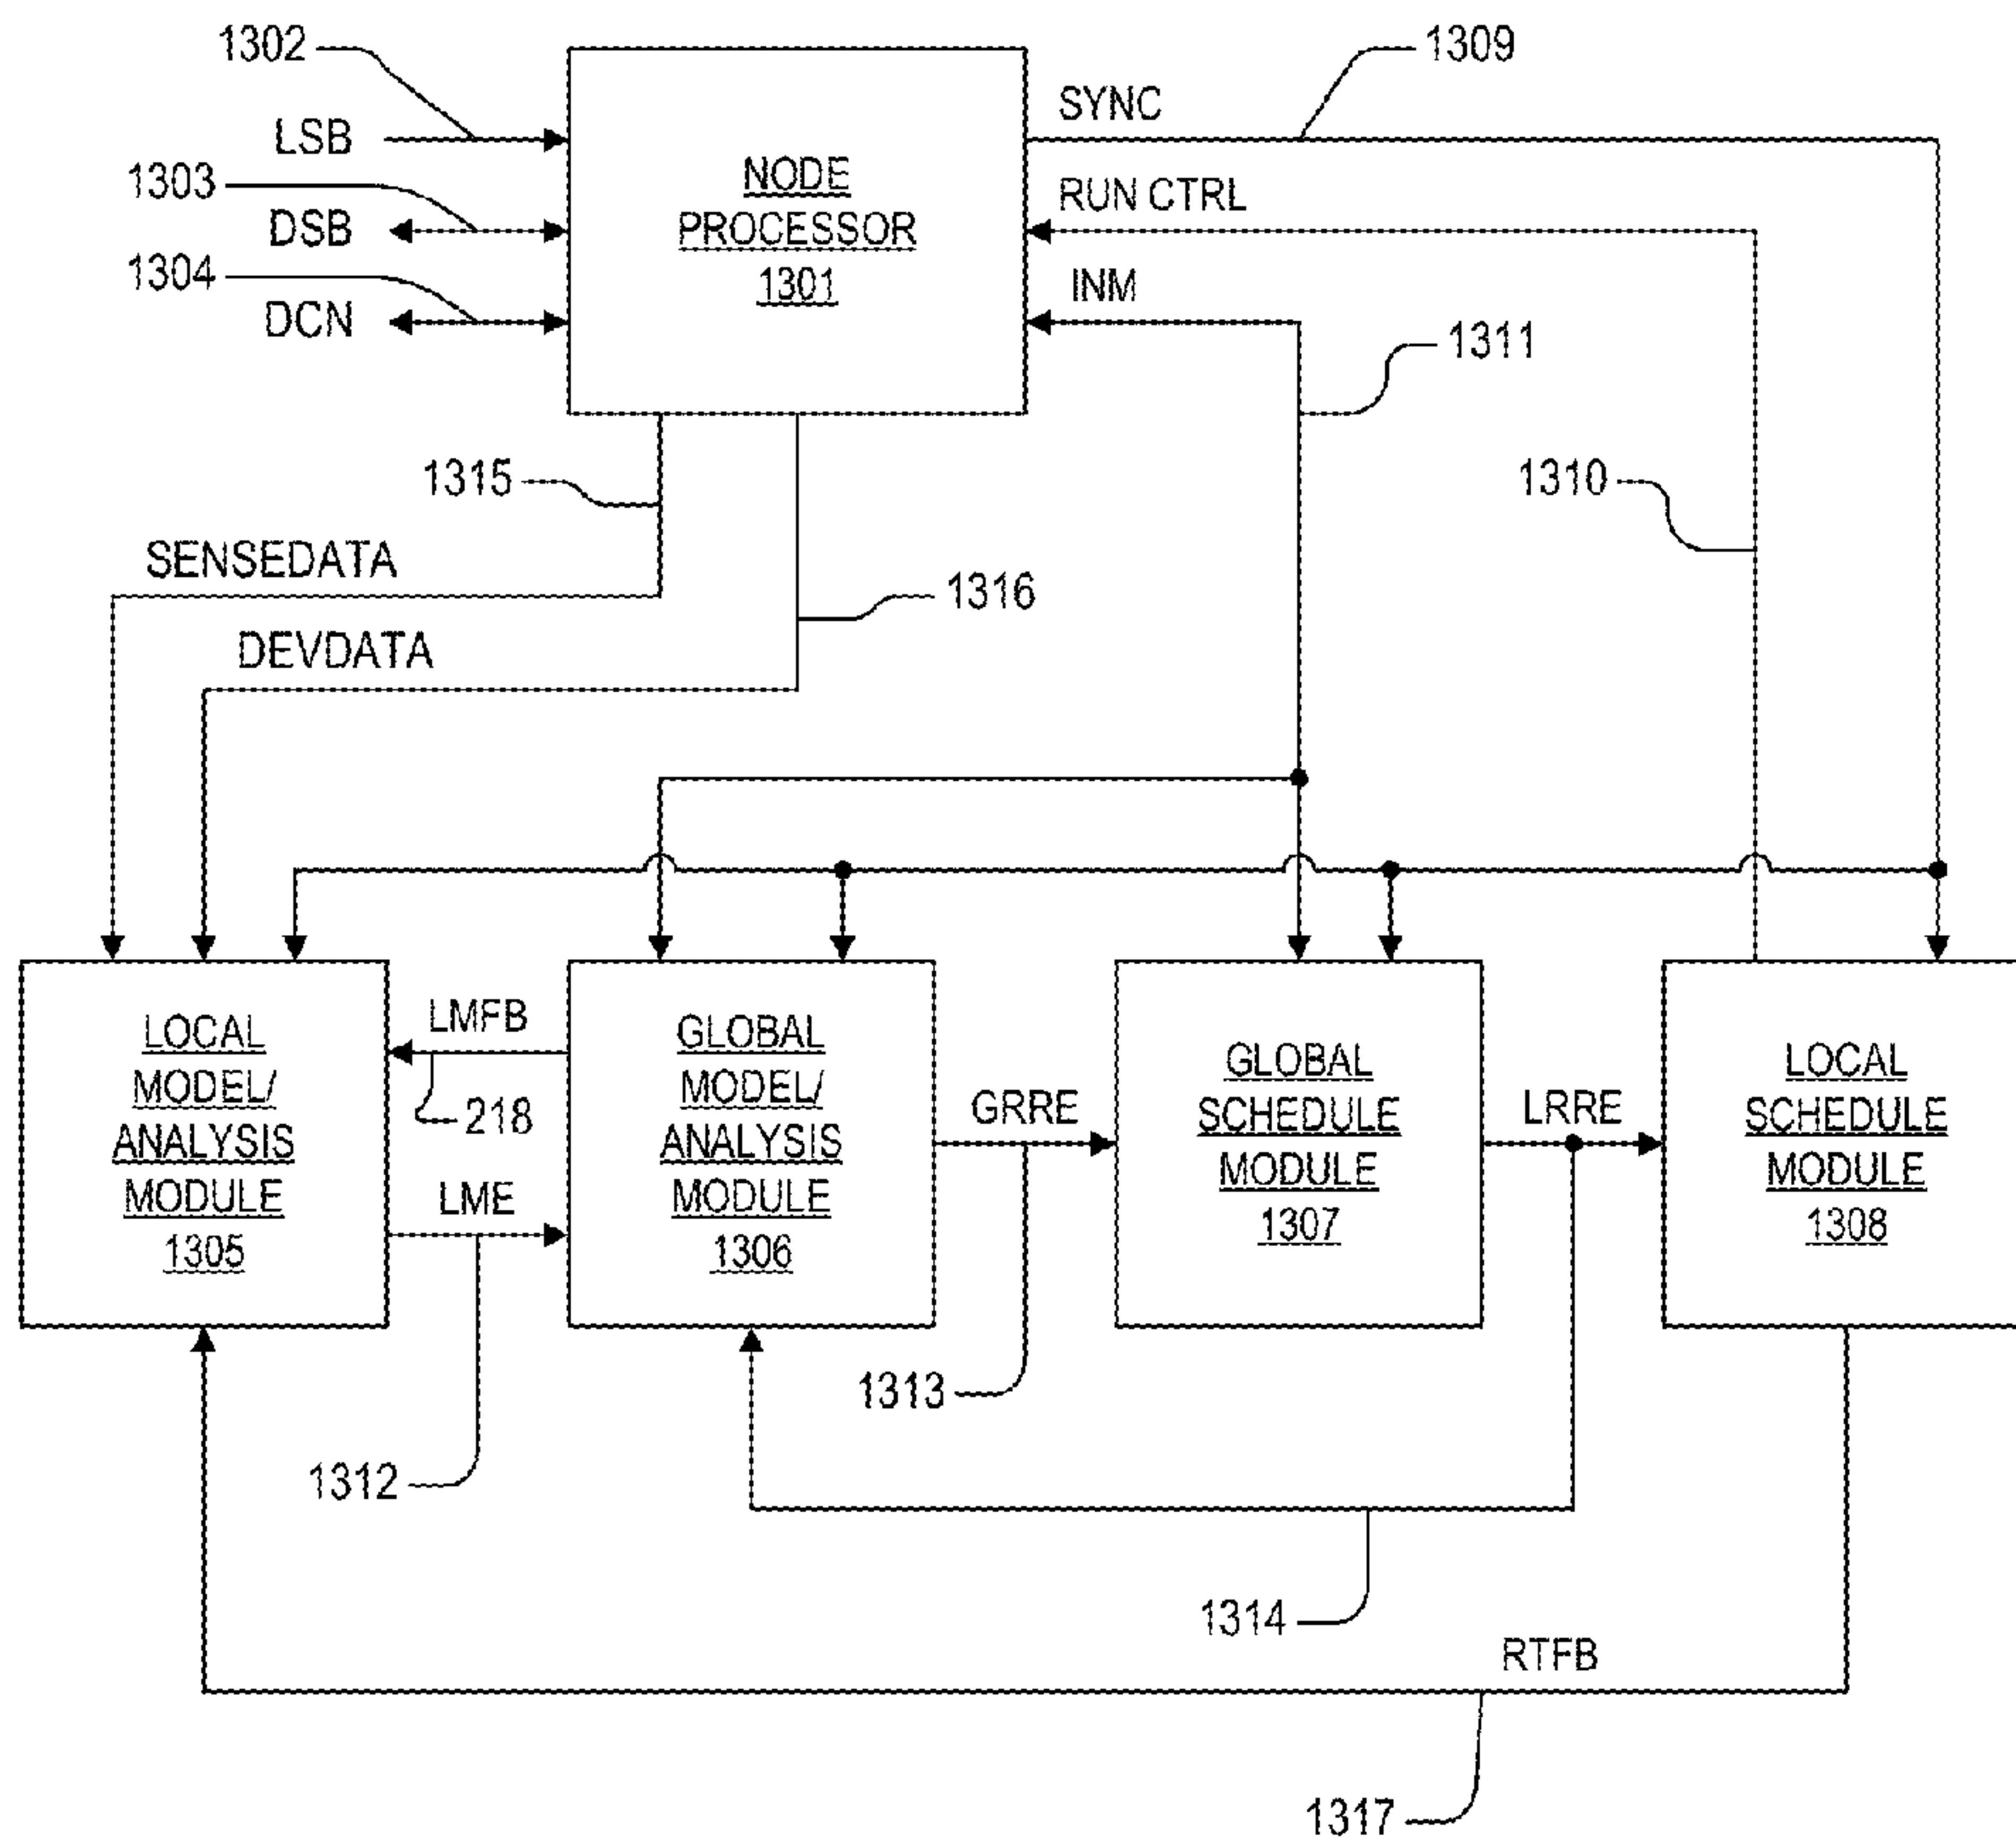 1302
1309
SYNC
LSB
NODE
PROCESSOR
1301
1303
RUN CTRL
DSB
1304
INM
DCN
1311
1315
1310
SENSEDATA
1316
DEVDATA
LOCAL
MODEL/
ANALYSIS
MODULE
1305
LMFB
218
LME
GLOBAL
MODEL/
ANALYSIS
MODULE
1306
GRRE
GLOBAL
SCHEDULE
MODULE
1307
LRRE
LOCAL
SCHEDULE
MODULE
1308
1313
1312
1314
RTFB
1317